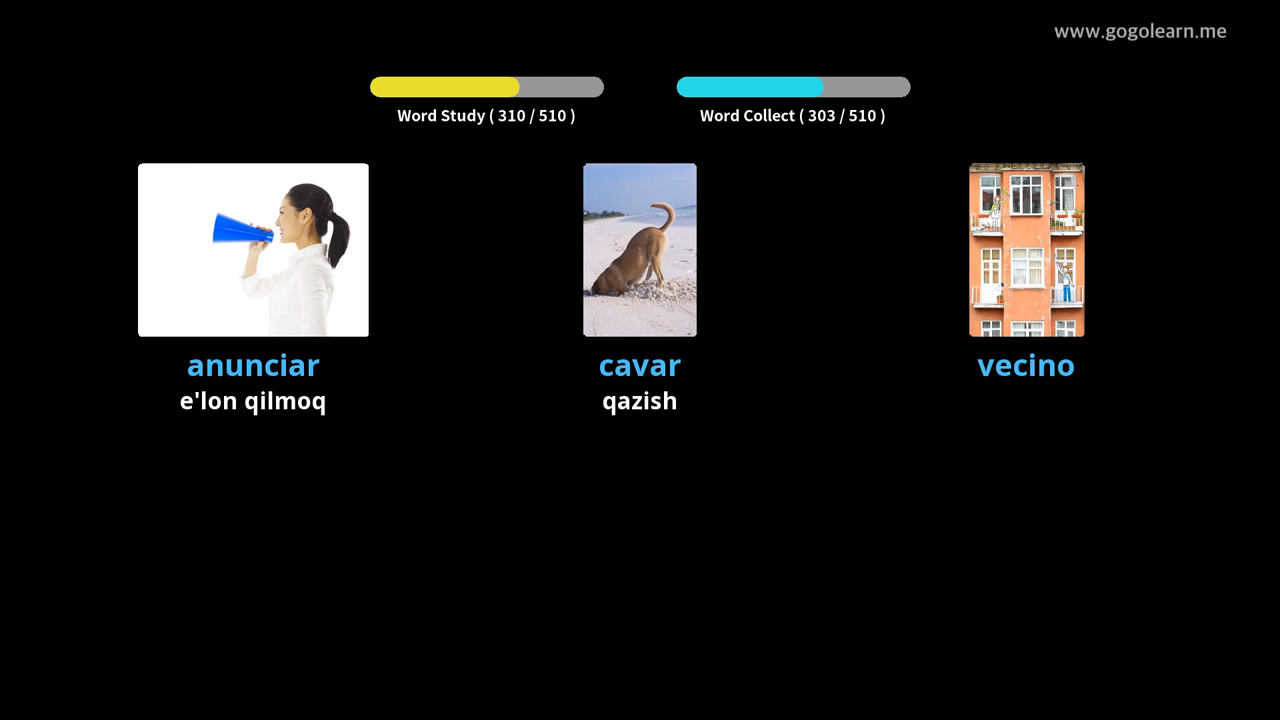 www.gogolearn.me
Word Study ( 310 / 510 )
Word Collect ( 303 / 510 )
anunciar
e'lon qilmoq
cavar
qazish
vecino